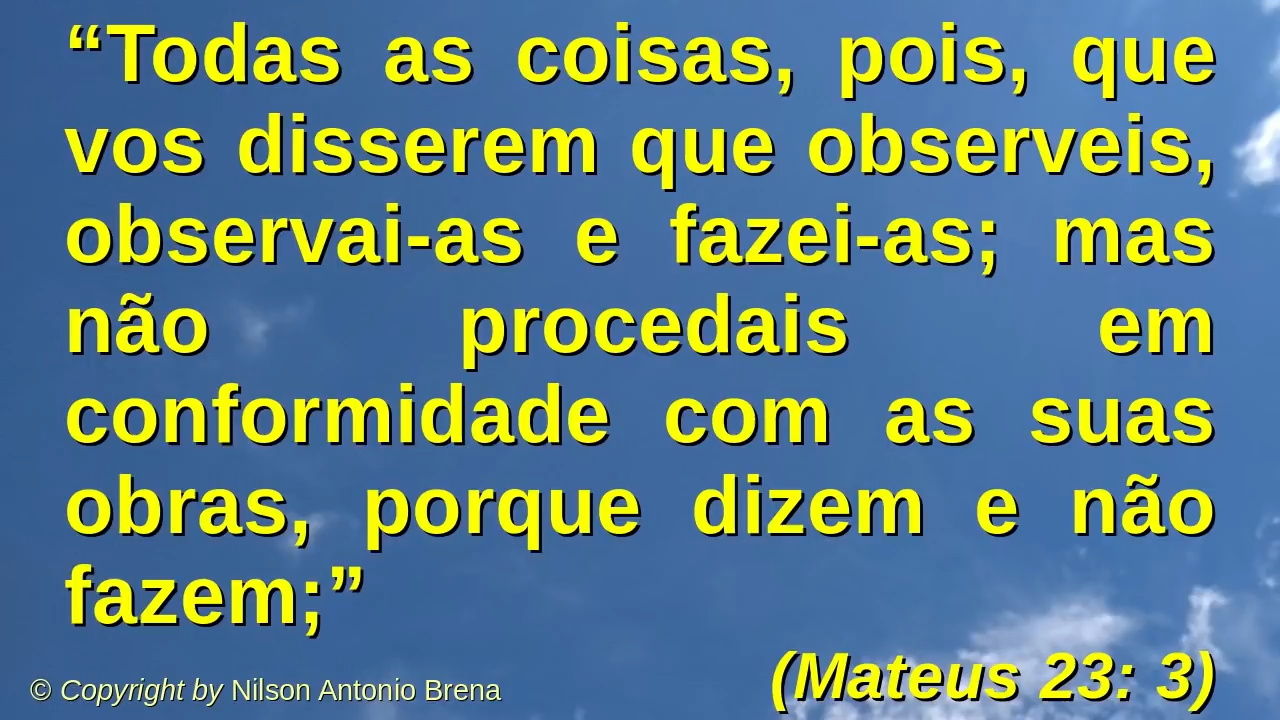 “Todas as coisas, pois, que
vos disserem que observeis,
observai-as e fazei-as; mas
não procedais em
conformidade com as suas
obras, porque dizem e não
fazem;”
(Mateus 23: 3)
© Copyright by Nilson Antonio Brena